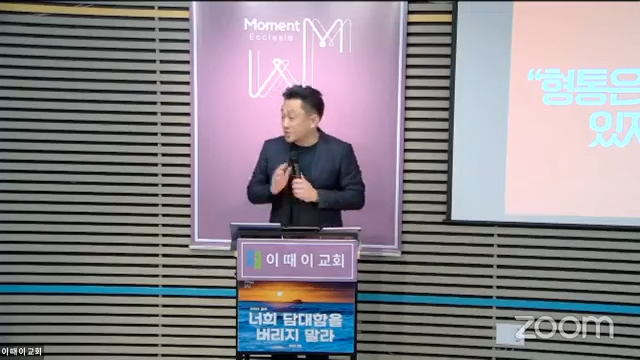 Moment
Ecclesia
M
"형통은
있지
이때이교회
너희 담대함을
버리지 말라
이때이교회
zoom